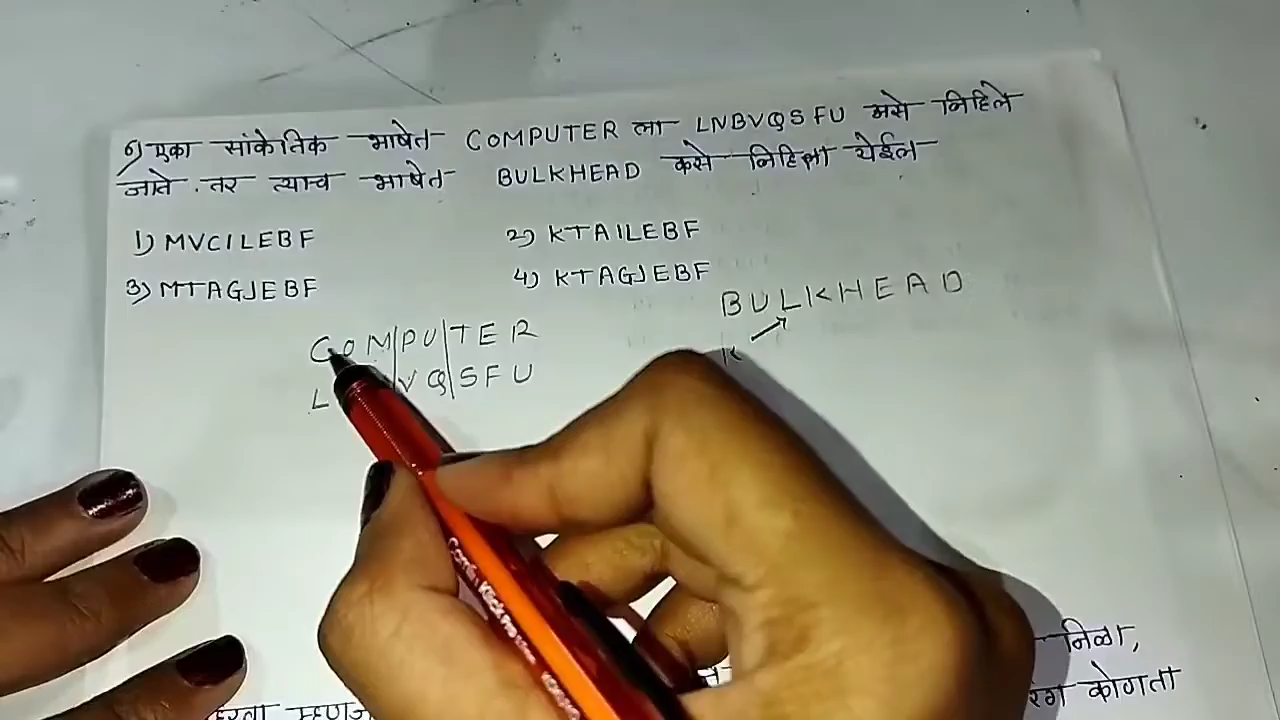 6) एका सांकेतिक भाषेत COMPUTER ला LNBVQSFU असे लिहिले
जाते. तर त्याच भाषेत BULKHEAD कसे लिहिला येईल
1) MVCILEBF 2) KTAILEBF
3) MTAGJEBF 4) KTAGJEBF
BULKHEAD
K
COMPUTER
L VQSFU
निळा,
म्हणज
रंग कोणता